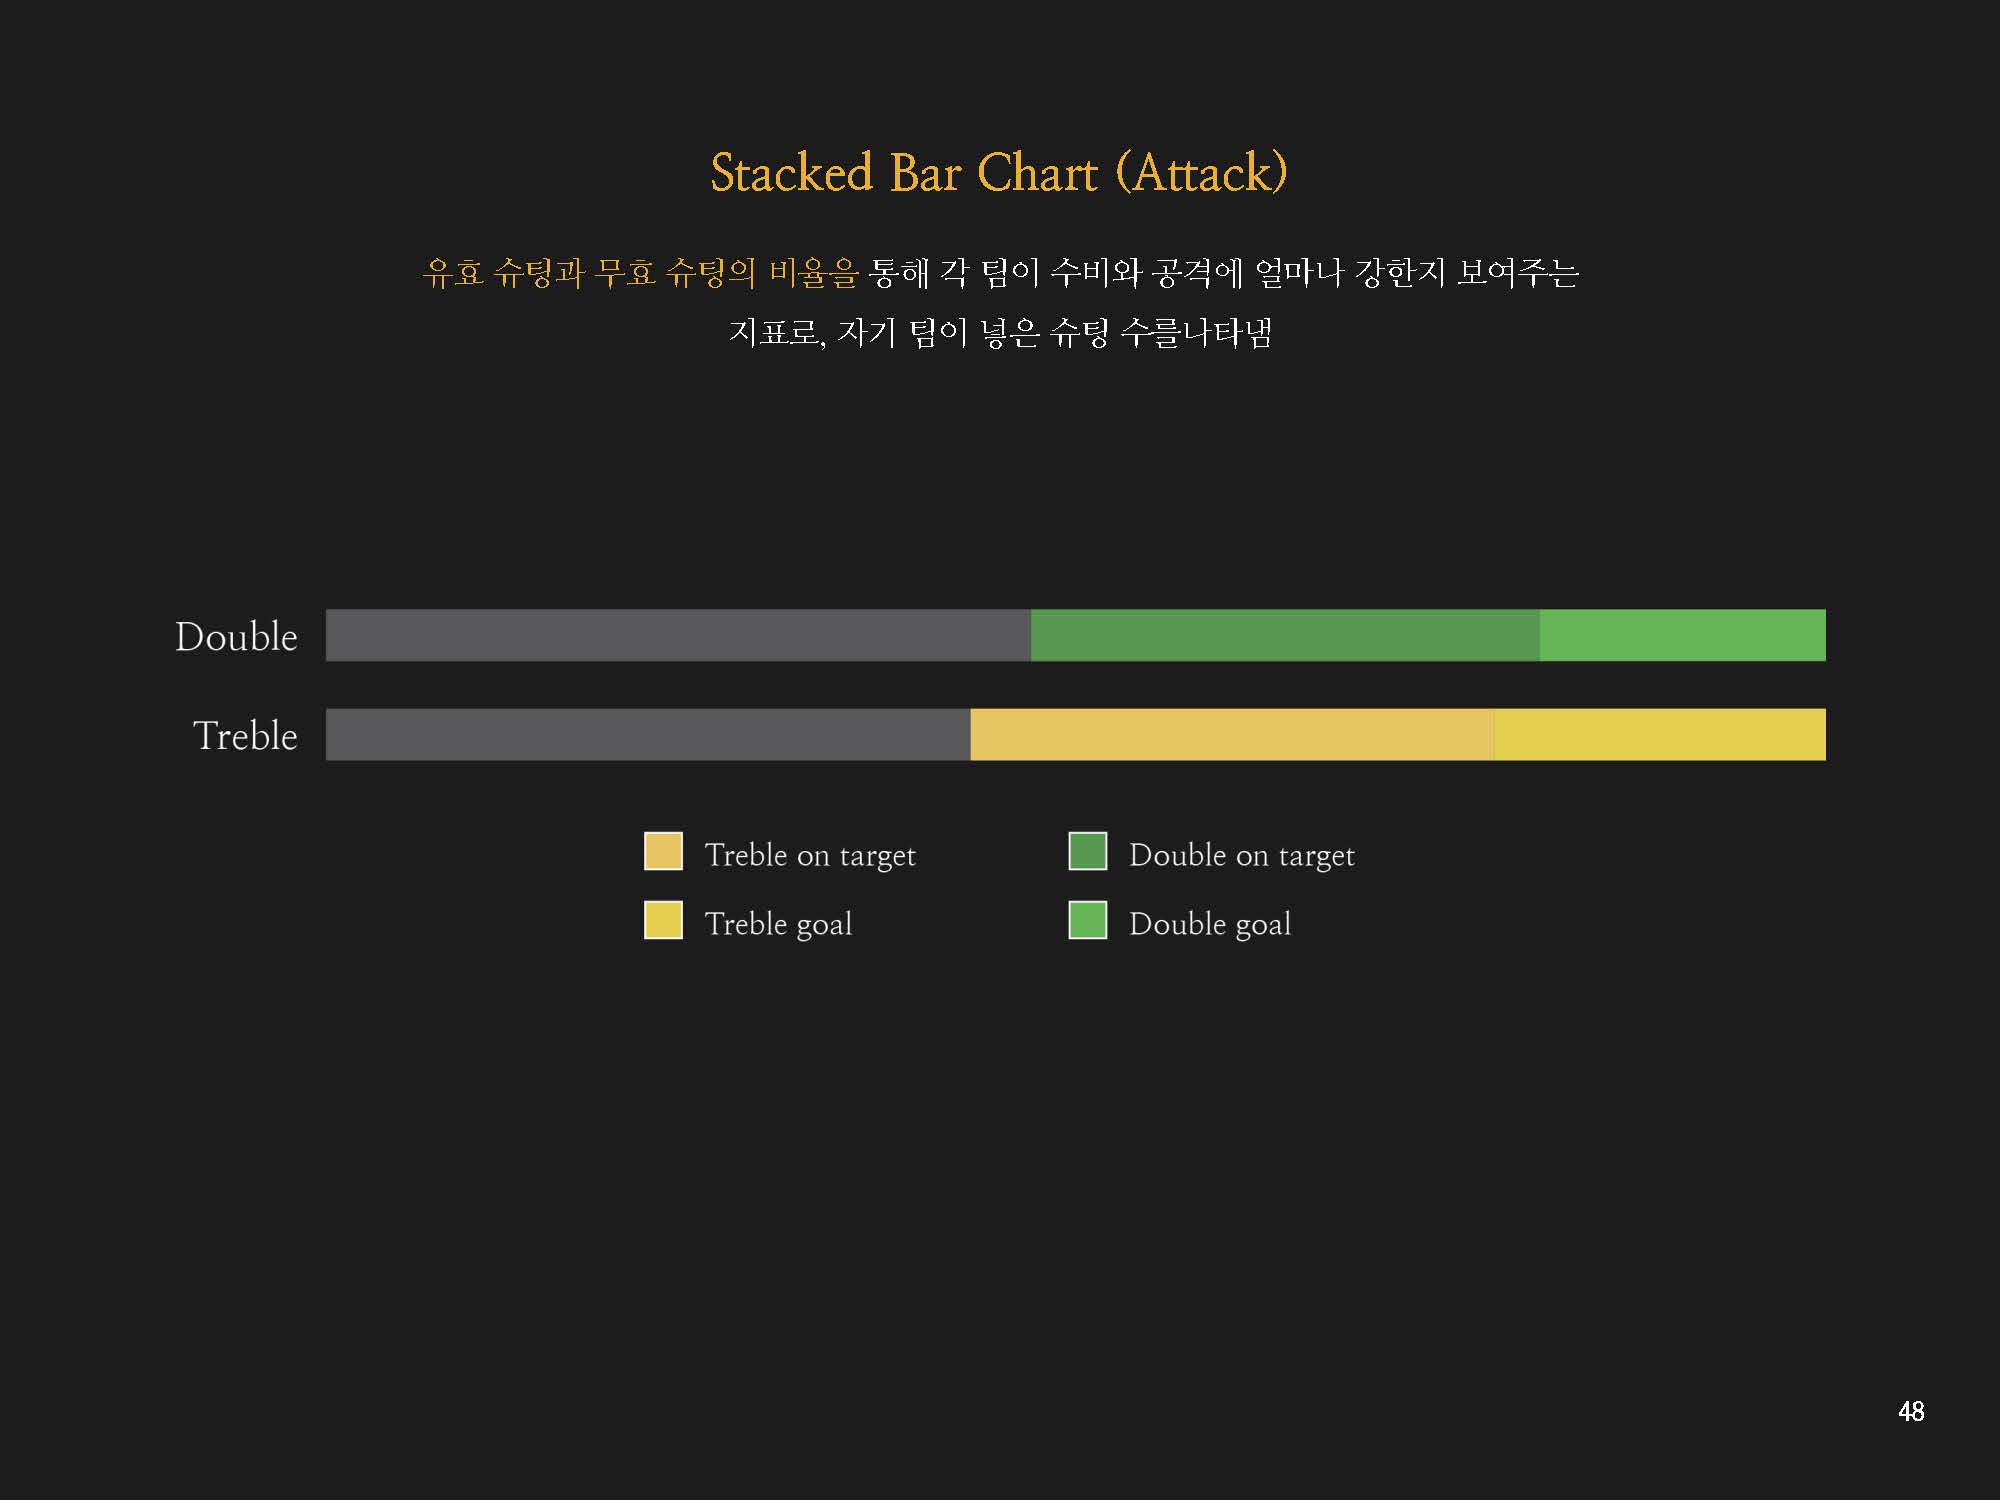 Stacked Bar Chart (Attack)
유효 슈팅과 무효 슈팅의 비율을 통해 각 팀이 수비와 공격에 얼마나 강한지 보여주는
지표로, 자기 팀이 넣은 슈팅 수를나타냄
Double
Treble
Treble on target
Double on target
Treble goal
Double goal
48